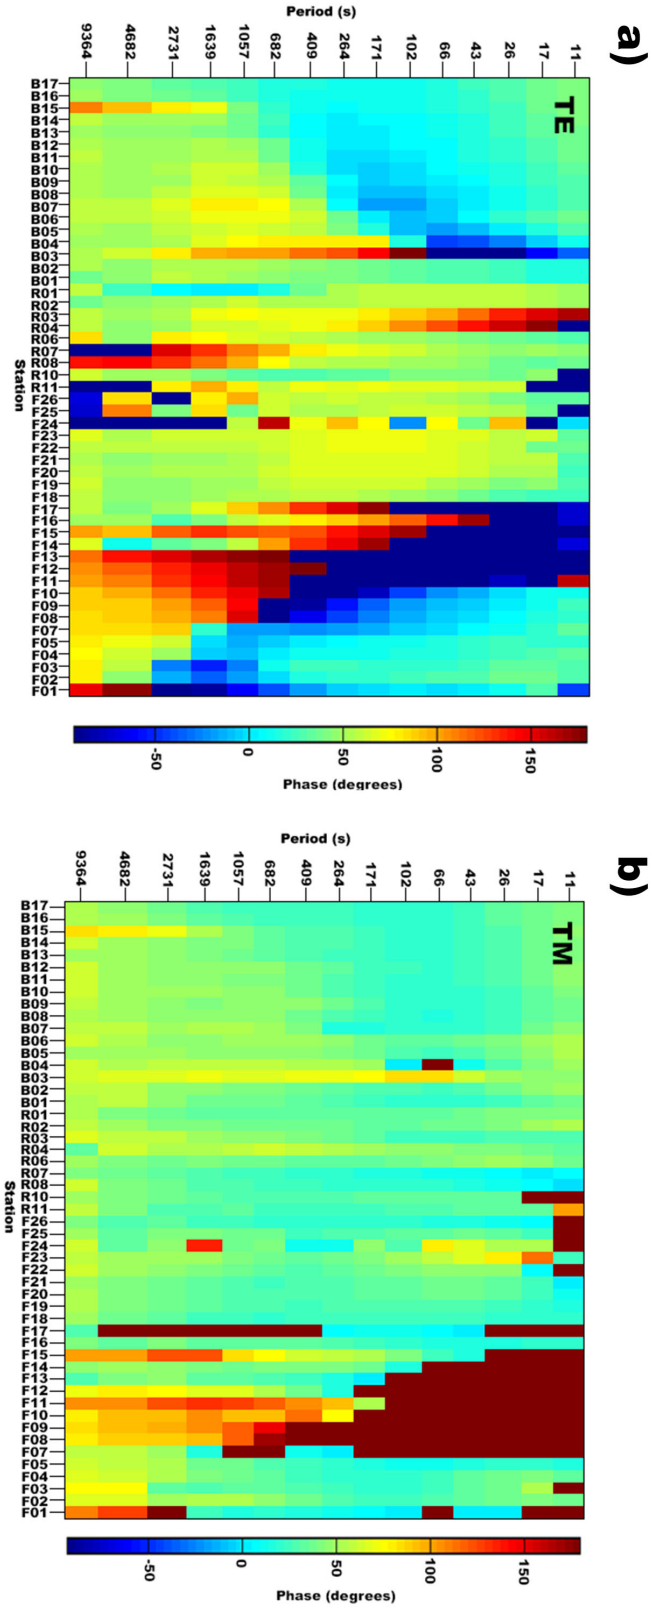 a)
Period (s)
9364 4682 2731 1639 1057 682 409 264 171 102 66 43 26 17 11
TE
B17
B16
B15
B14
B13
B12
B11
B10
B09
B08
B07
B06
B05
B04
B03
B02
B01
R01
R02
R03
R04
R06
R07
R08
R10
R11
F26
F25
F24
F23
F22
F21
F20
F19
F18
F17
F16
F15
F14
F13
F12
F11
F10
F09
F08
F07
F05
F04
F03
F02
F01
Station
-50 0 50 100 150
Phase (degrees)
b)
Period (s)
9364 4682 2731 1639 1057 682 409 264 171 102 66 43 26 17 11
TM
B17
B16
B15
B14
B13
B12
B11
B10
B09
B08
B07
B06
B05
B04
B03
B02
B01
R01
R02
R03
R04
R06
R07
R08
R10
R11
F26
F25
F24
F23
F22
F21
F20
F19
F18
F17
F16
F15
F14
F13
F12
F11
F10
F09
F08
F07
F05
F04
F03
F02
F01
Station
-50 0 50 100 150
Phase (degrees)